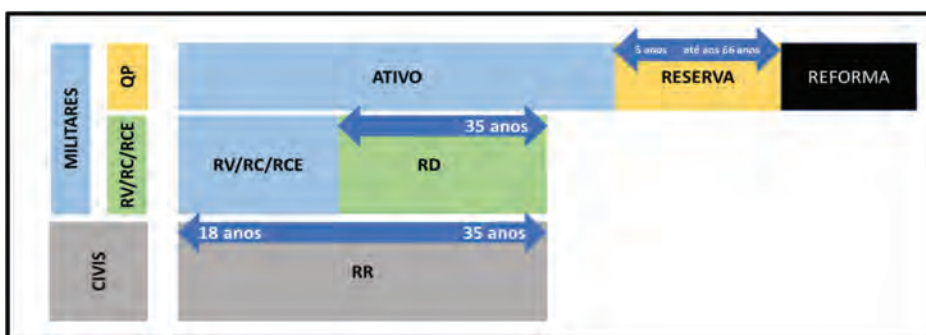 MILITARES
QP
ATIVO
5 anos até aos 66 anos
RESERVA
REFORMA
RV/RC/RCE
RV/RC/RCE
35 anos
RD
CIVIS
18 anos 35 anos
RR